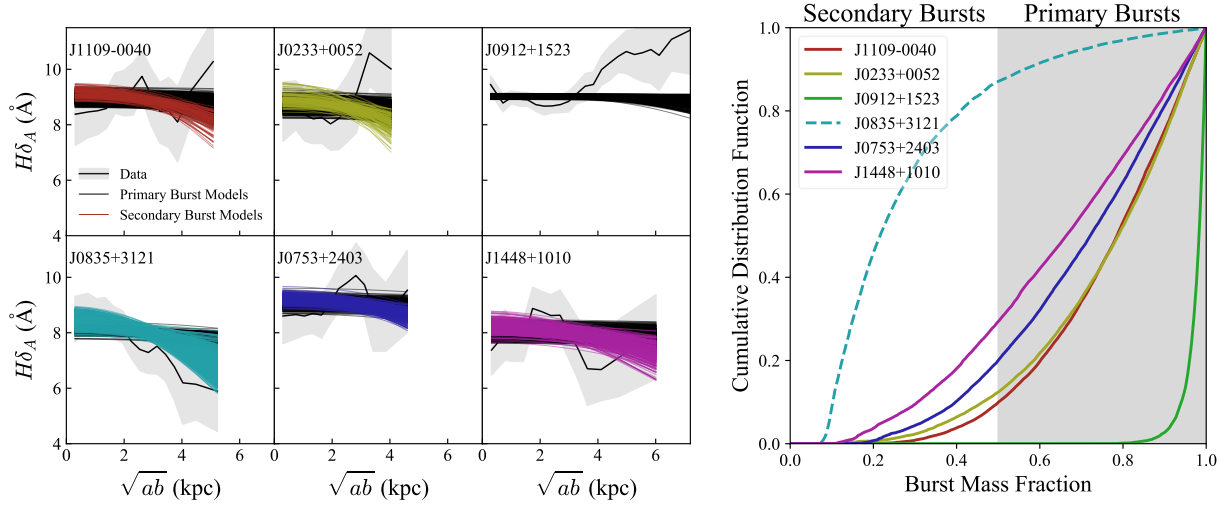 J1109-0040
J0233+0052
J0912+1523
10
8
6
4
HδA (Å)
Data
Primary Burst Models
Secondary Burst Models
J0835+3121
J0753+2403
J1448+1010
10
8
6
4
HδA (Å)
0 2 4 6
0 2 4 6
0 2 4 6
√ab (kpc)
√ab (kpc)
√ab (kpc)
Secondary Bursts Primary Bursts
J1109-0040
J0233+0052
J0912+1523
J0835+3121
J0753+2403
J1448+1010
1.0
0.8
0.6
0.4
0.2
0.0
Cumulative Distribution Function
0.0 0.2 0.4 0.6 0.8 1.0
Burst Mass Fraction